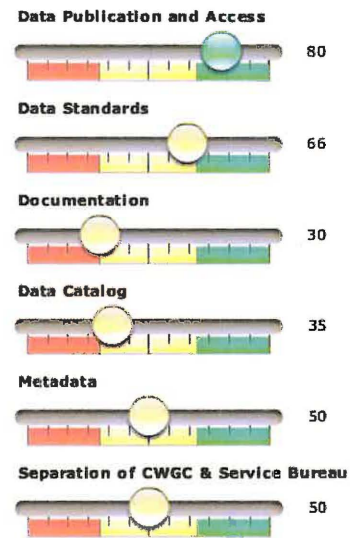 Data Publication and Access
80
Data Standards
66
Documentation
30
Data Catalog
35
Metadata
50
Separation of CWGC & Service Bureau
50